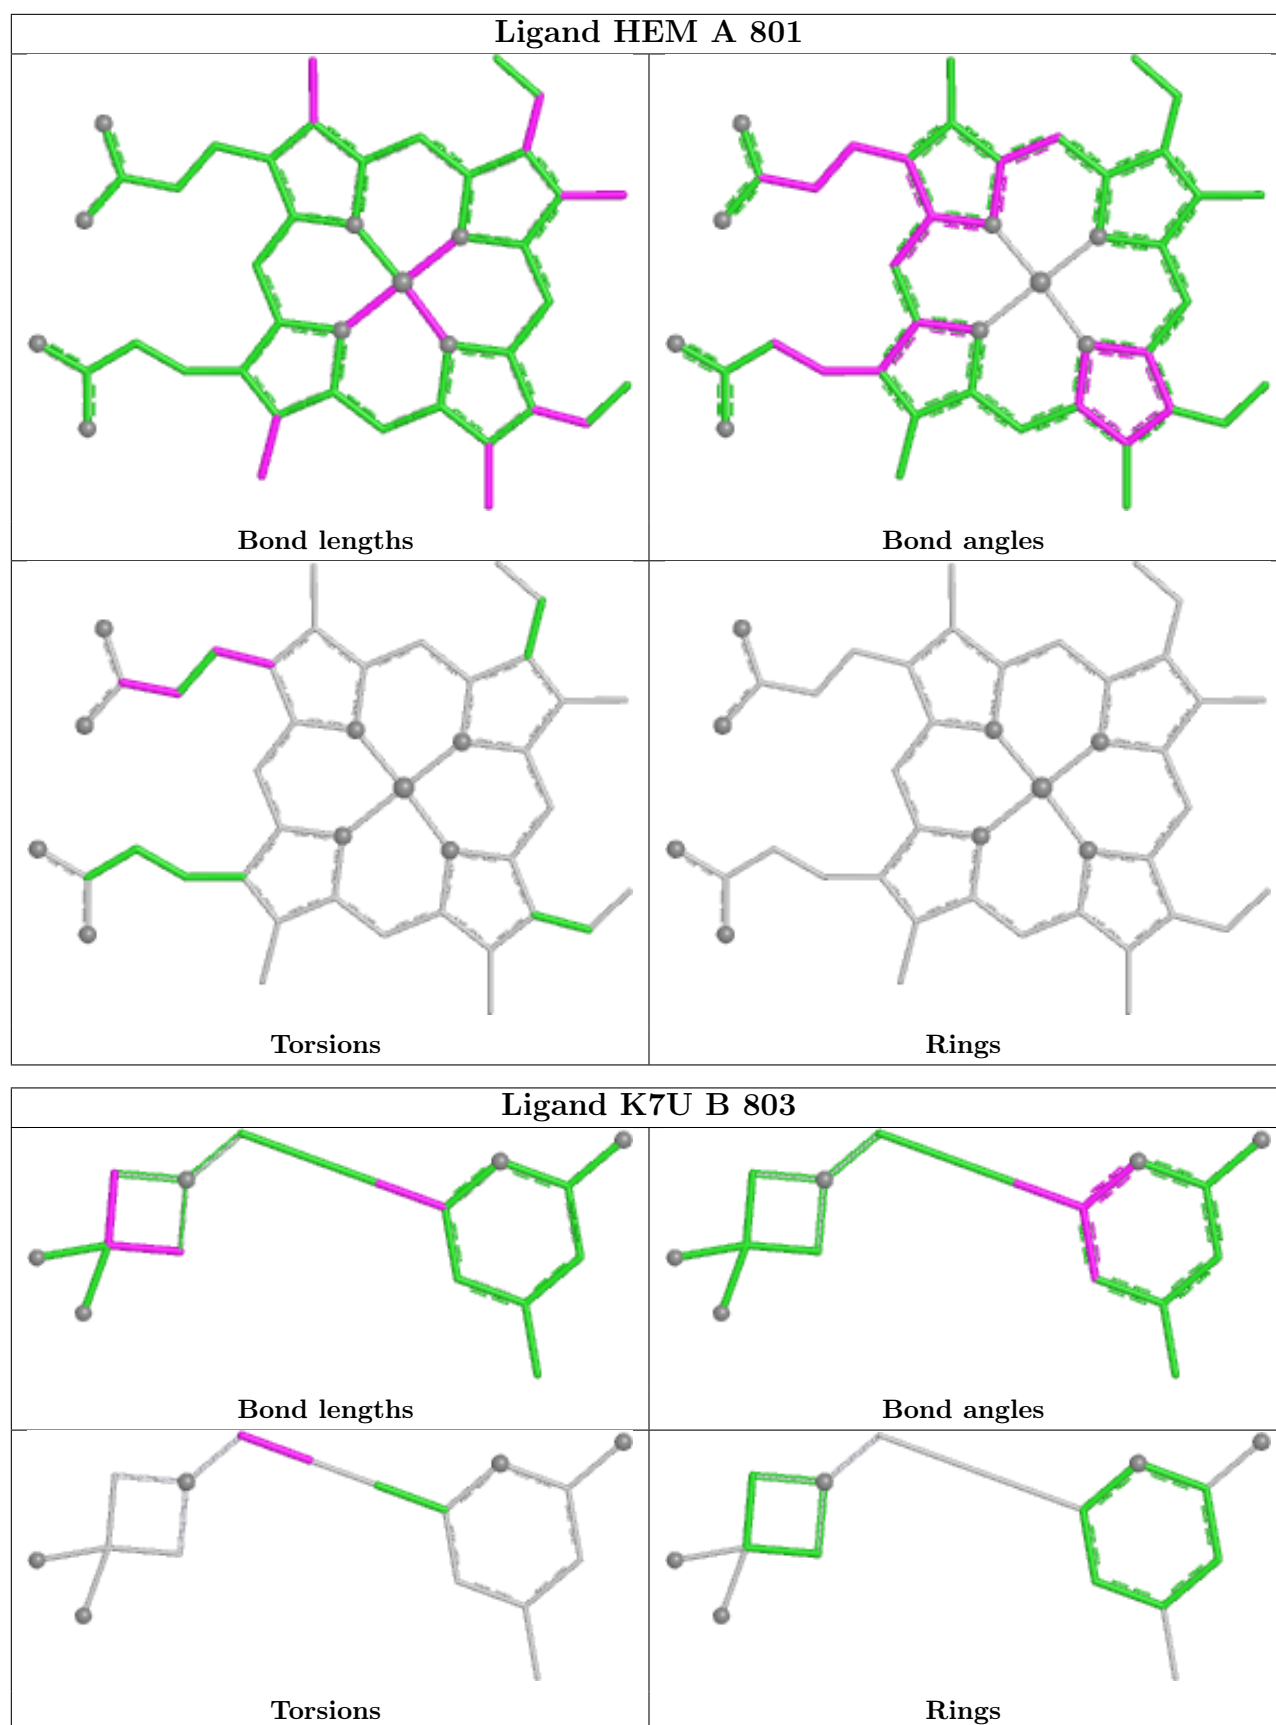 Ligand HEM A 801
Bond lengths
Bond angles
Torsions
Rings
Ligand K7U B 803
Bond lengths
Bond angles
Torsions
Rings